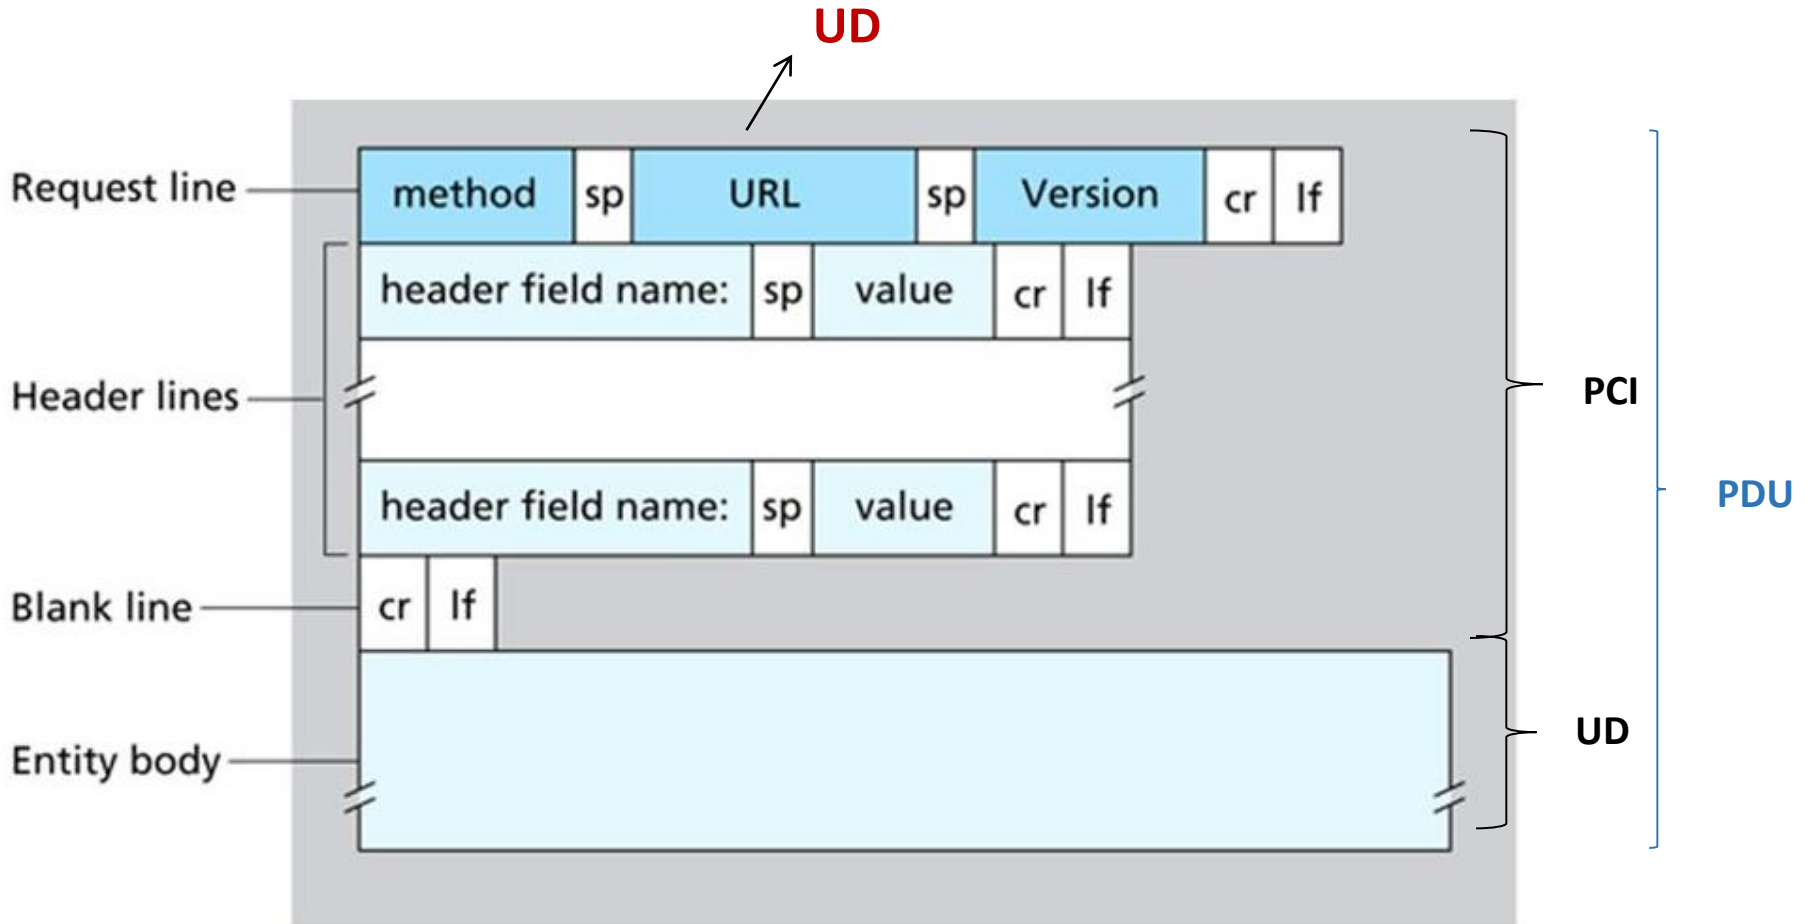 UD
Request line method sp URL sp Version cr lf
header field name: sp value cr lf
Header lines
PCI
PDU
header field name: sp value cr lf
Blank line cr lf
UD
Entity body